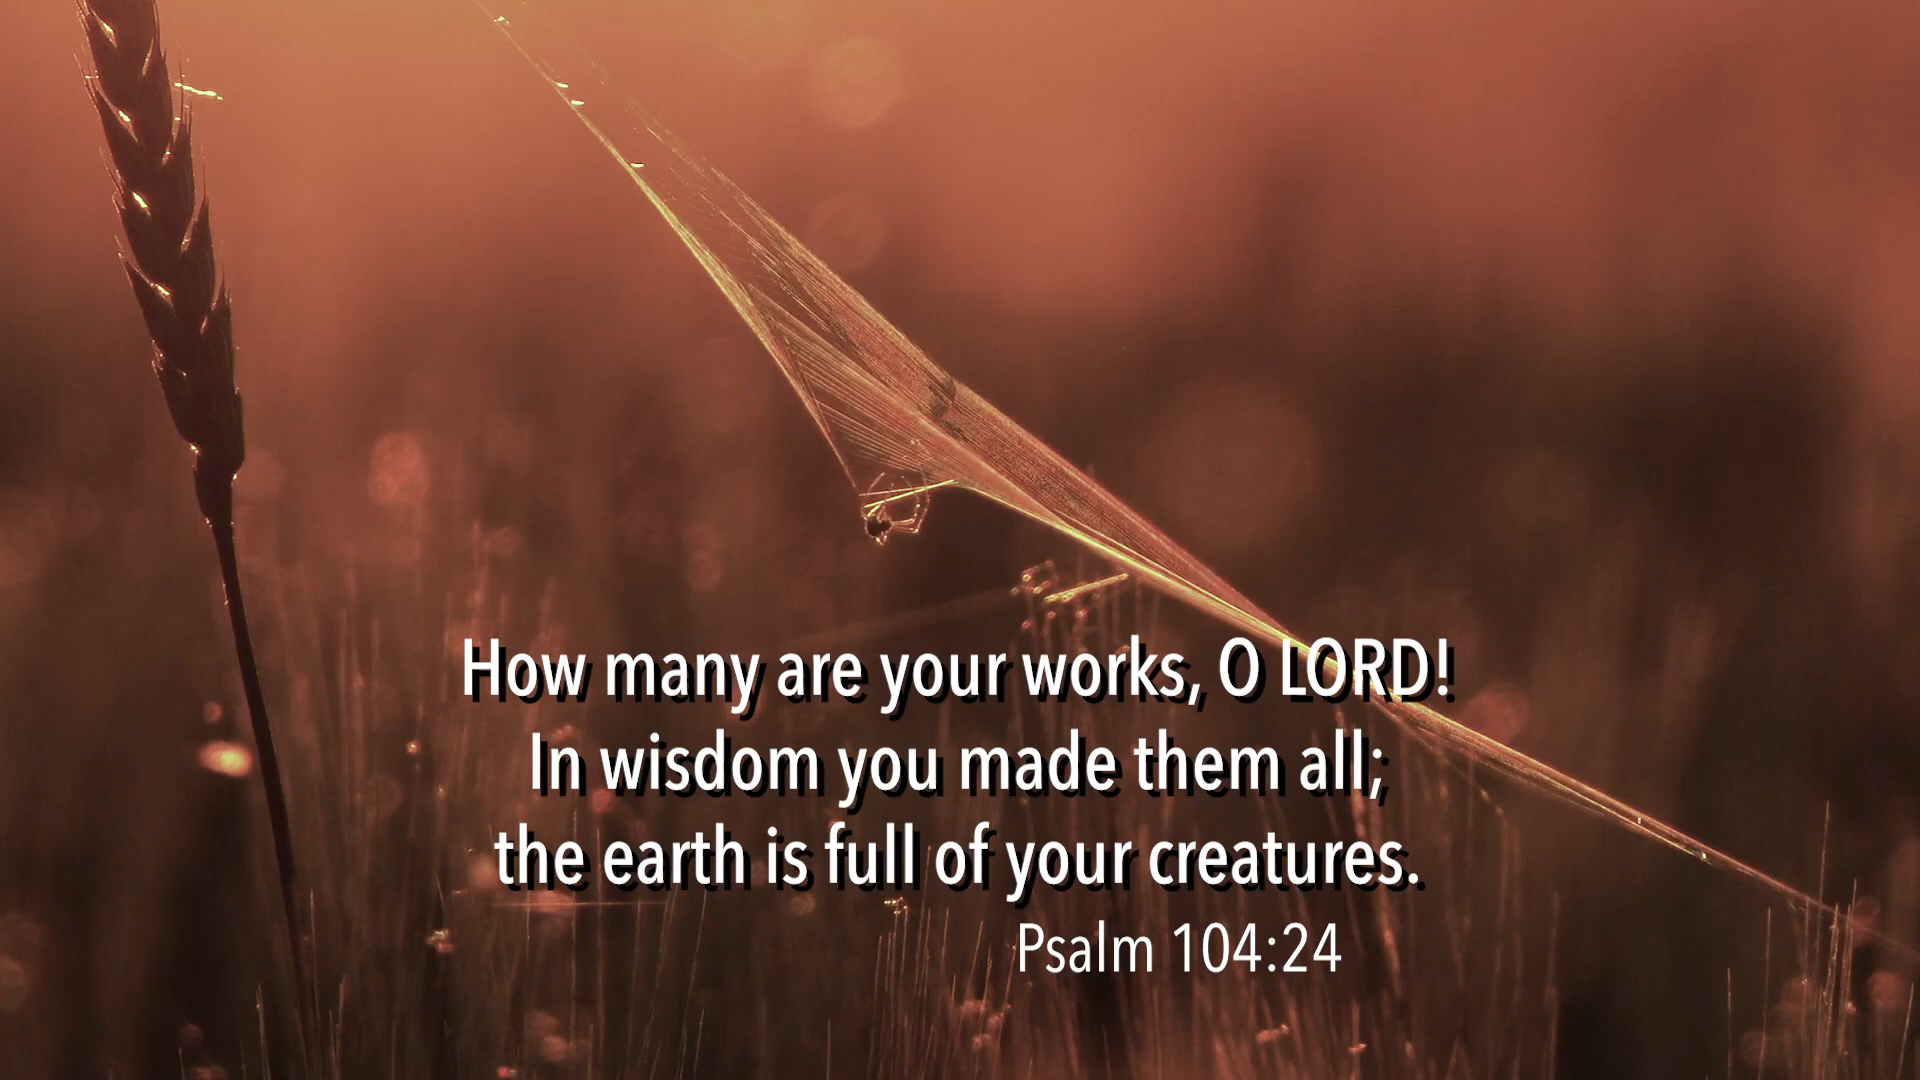 How many are your works, O LORD!
In wisdom you made them all;
the earth is full of your creatures.
Psalm 104:24